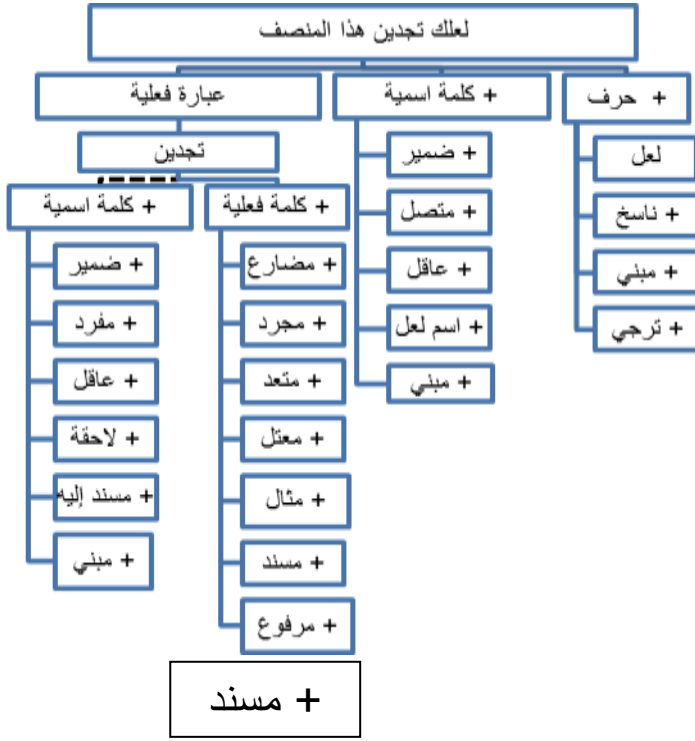 لعلك تجدين هذا المنصف
+ حرف
+ كلمة اسمية
عبارة فعلية
لعل
+ ناسخ
+ مبني
+ ترجي
+ ضمير
+ متصل
+ عاقل
+ اسم لعل
+ مبني
تجدين
+ كلمة فعلية
+ كلمة اسمية
+ مضارع
+ مجرد
+ متعد
+ معتل
+ مثال
+ مسند
+ مرفوع
+ ضمير
+ مفرد
+ عاقل
+ لاحقة
+ مسند إليه
+ مبني
+ مسند